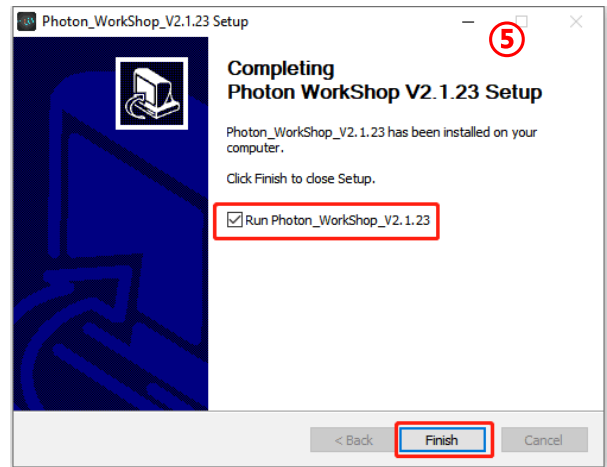 Photon_WorkShop_V2.1.23 Setup
⑤
Completing
Photon WorkShop V2.1.23 Setup
Photon_WorkShop_V2.1.23 has been installed on your
computer.
Click Finish to close Setup.
Run Photon_WorkShop_V2.1.23
< Back
Finish
Cancel